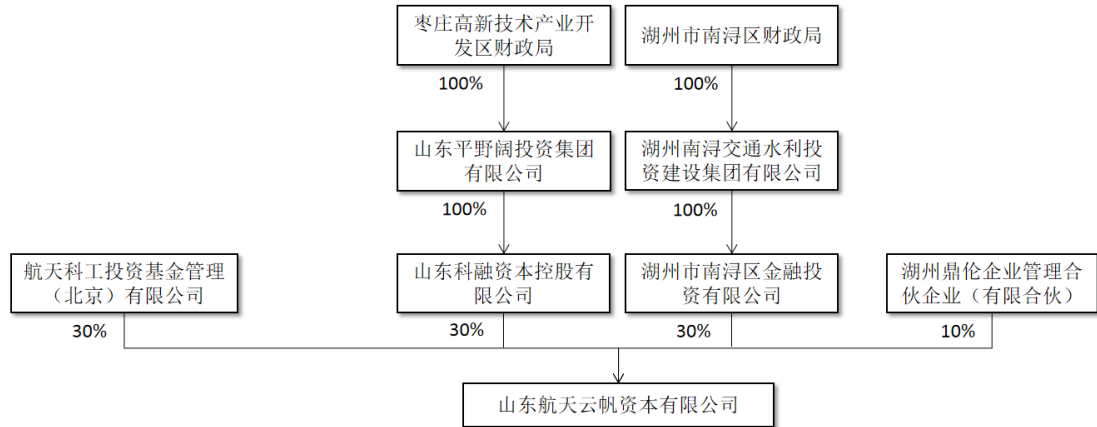 枣庄高新技术产业开
发区财政局
湖州市南浔区财政局
100%
100%
山东平野阔投资集团
有限公司
湖州南浔交通水利投
资建设集团有限公司
100%
100%
航天科工投资基金管理
（北京）有限公司
山东科融资本控股有
限公司
湖州市南浔区金融投
资有限公司
湖州鼎伦企业管理合
伙企业（有限合伙）
30%
30%
30%
10%
山东航天云帆资本有限公司